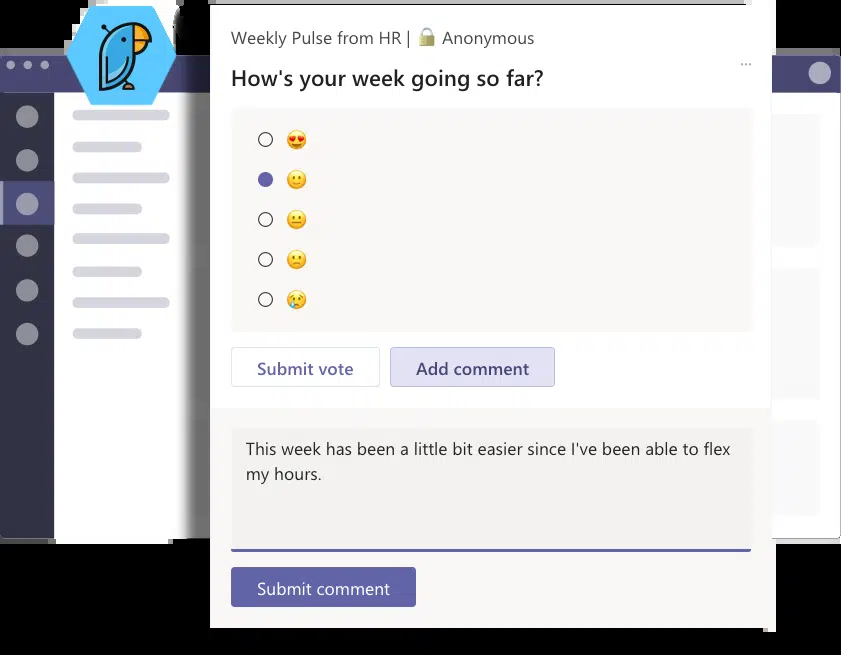 Weekly Pulse from HR | 🔒 Anonymous
How's your week going so far?
😍
🙂
😐
🙁
😢
Submit vote
Add comment
This week has been a little bit easier since I've been able to flex
my hours.
Submit comment